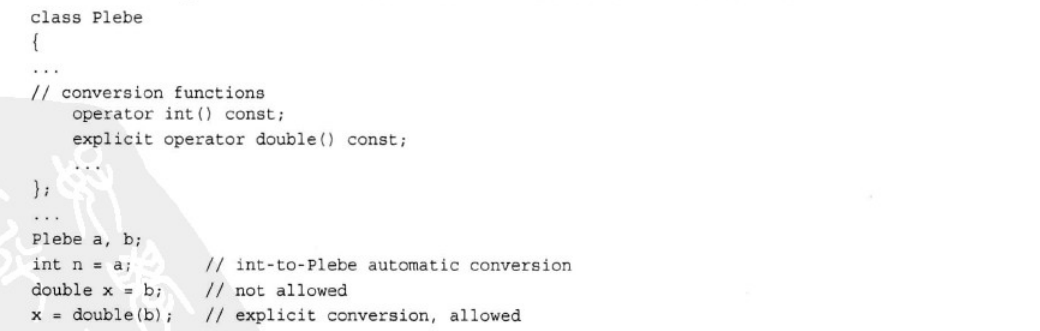 class Plebe
{
...
// conversion functions
    operator int() const;
    explicit operator double() const;
    ...
};
...
Plebe a, b;
int n = a;        // int-to-Plebe automatic conversion
double x = b;     // not allowed
x = double(b);    // explicit conversion, allowed